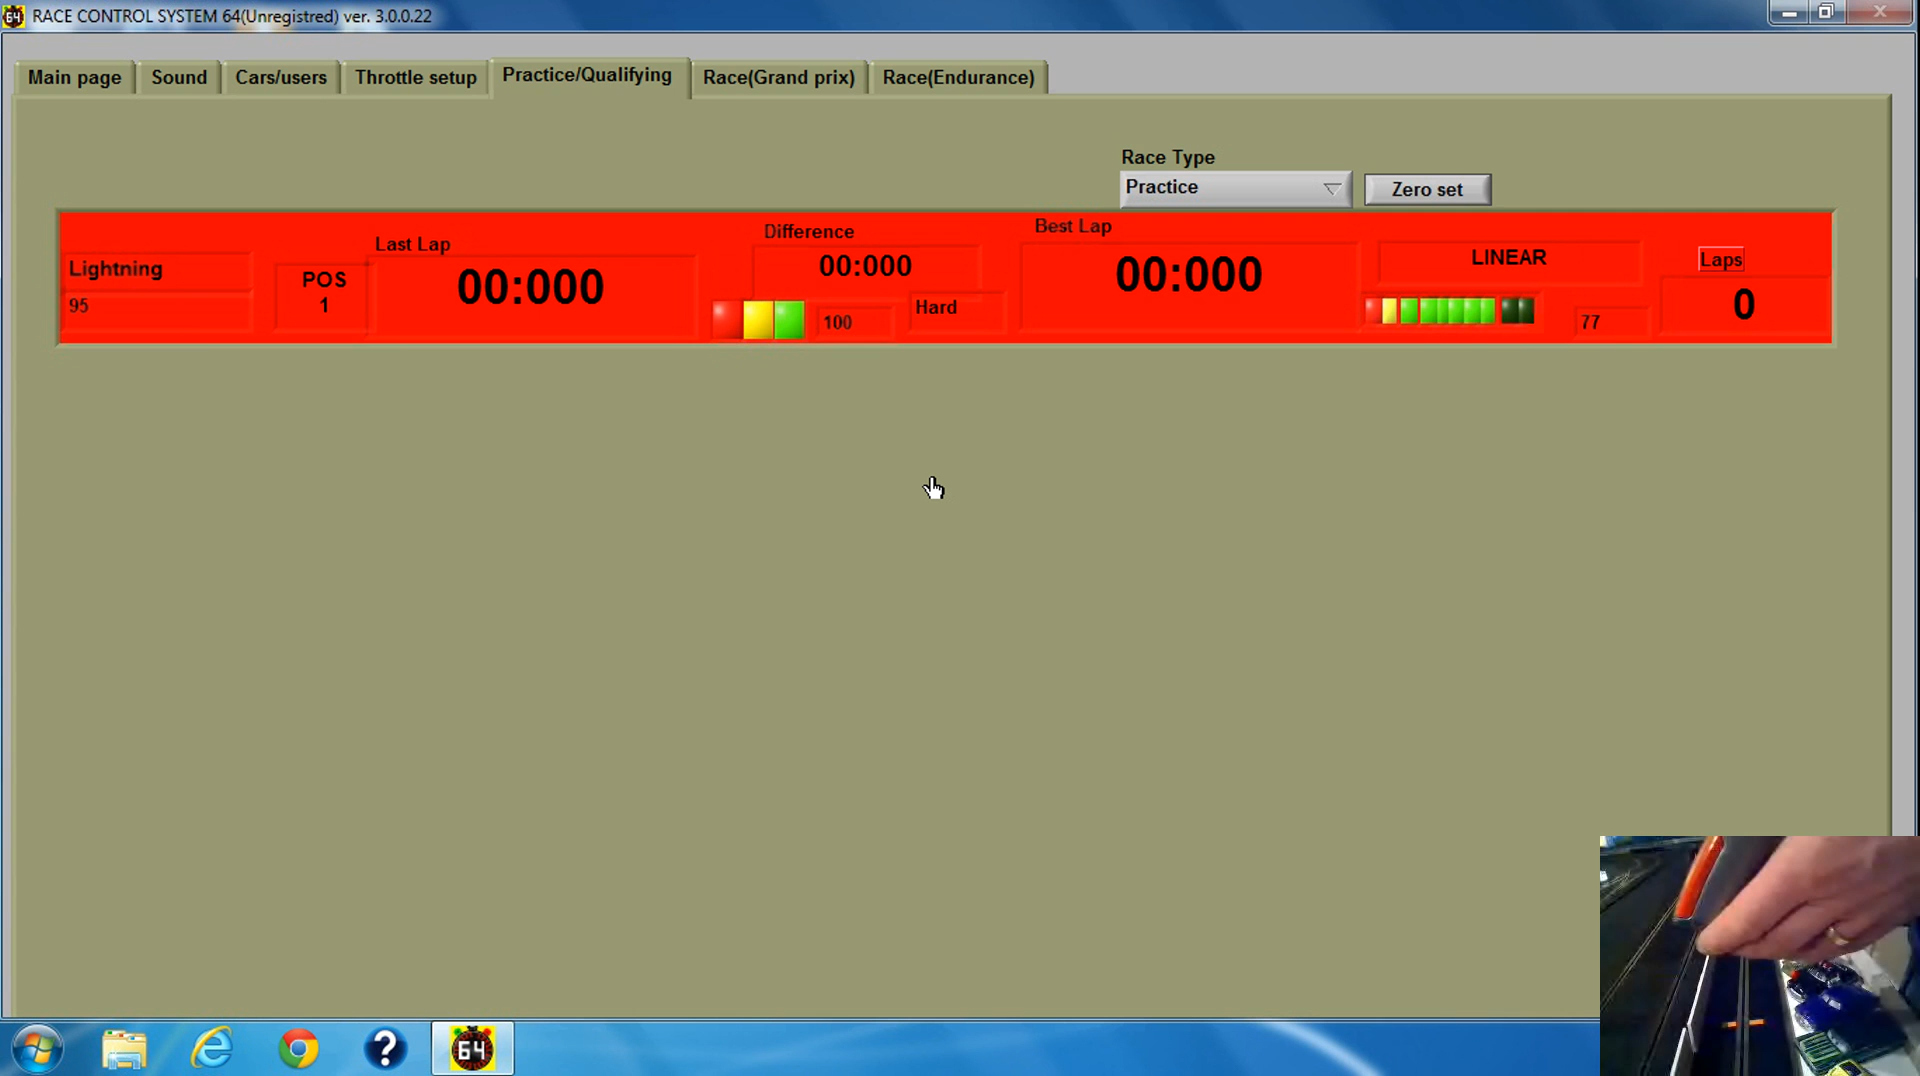 RACE CONTROL SYSTEM 64(Unregistred) ver. 3.0.0.22
Main page
Sound
Cars/users
Throttle setup
Practice/Qualifying
Race(Grand prix)
Race(Endurance)
Race Type
Practice
Zero set
Lightning
95
POS
1
Last Lap
00:000
Difference
00:000
100
Hard
Best Lap
00:000
LINEAR
77
Laps
0
64